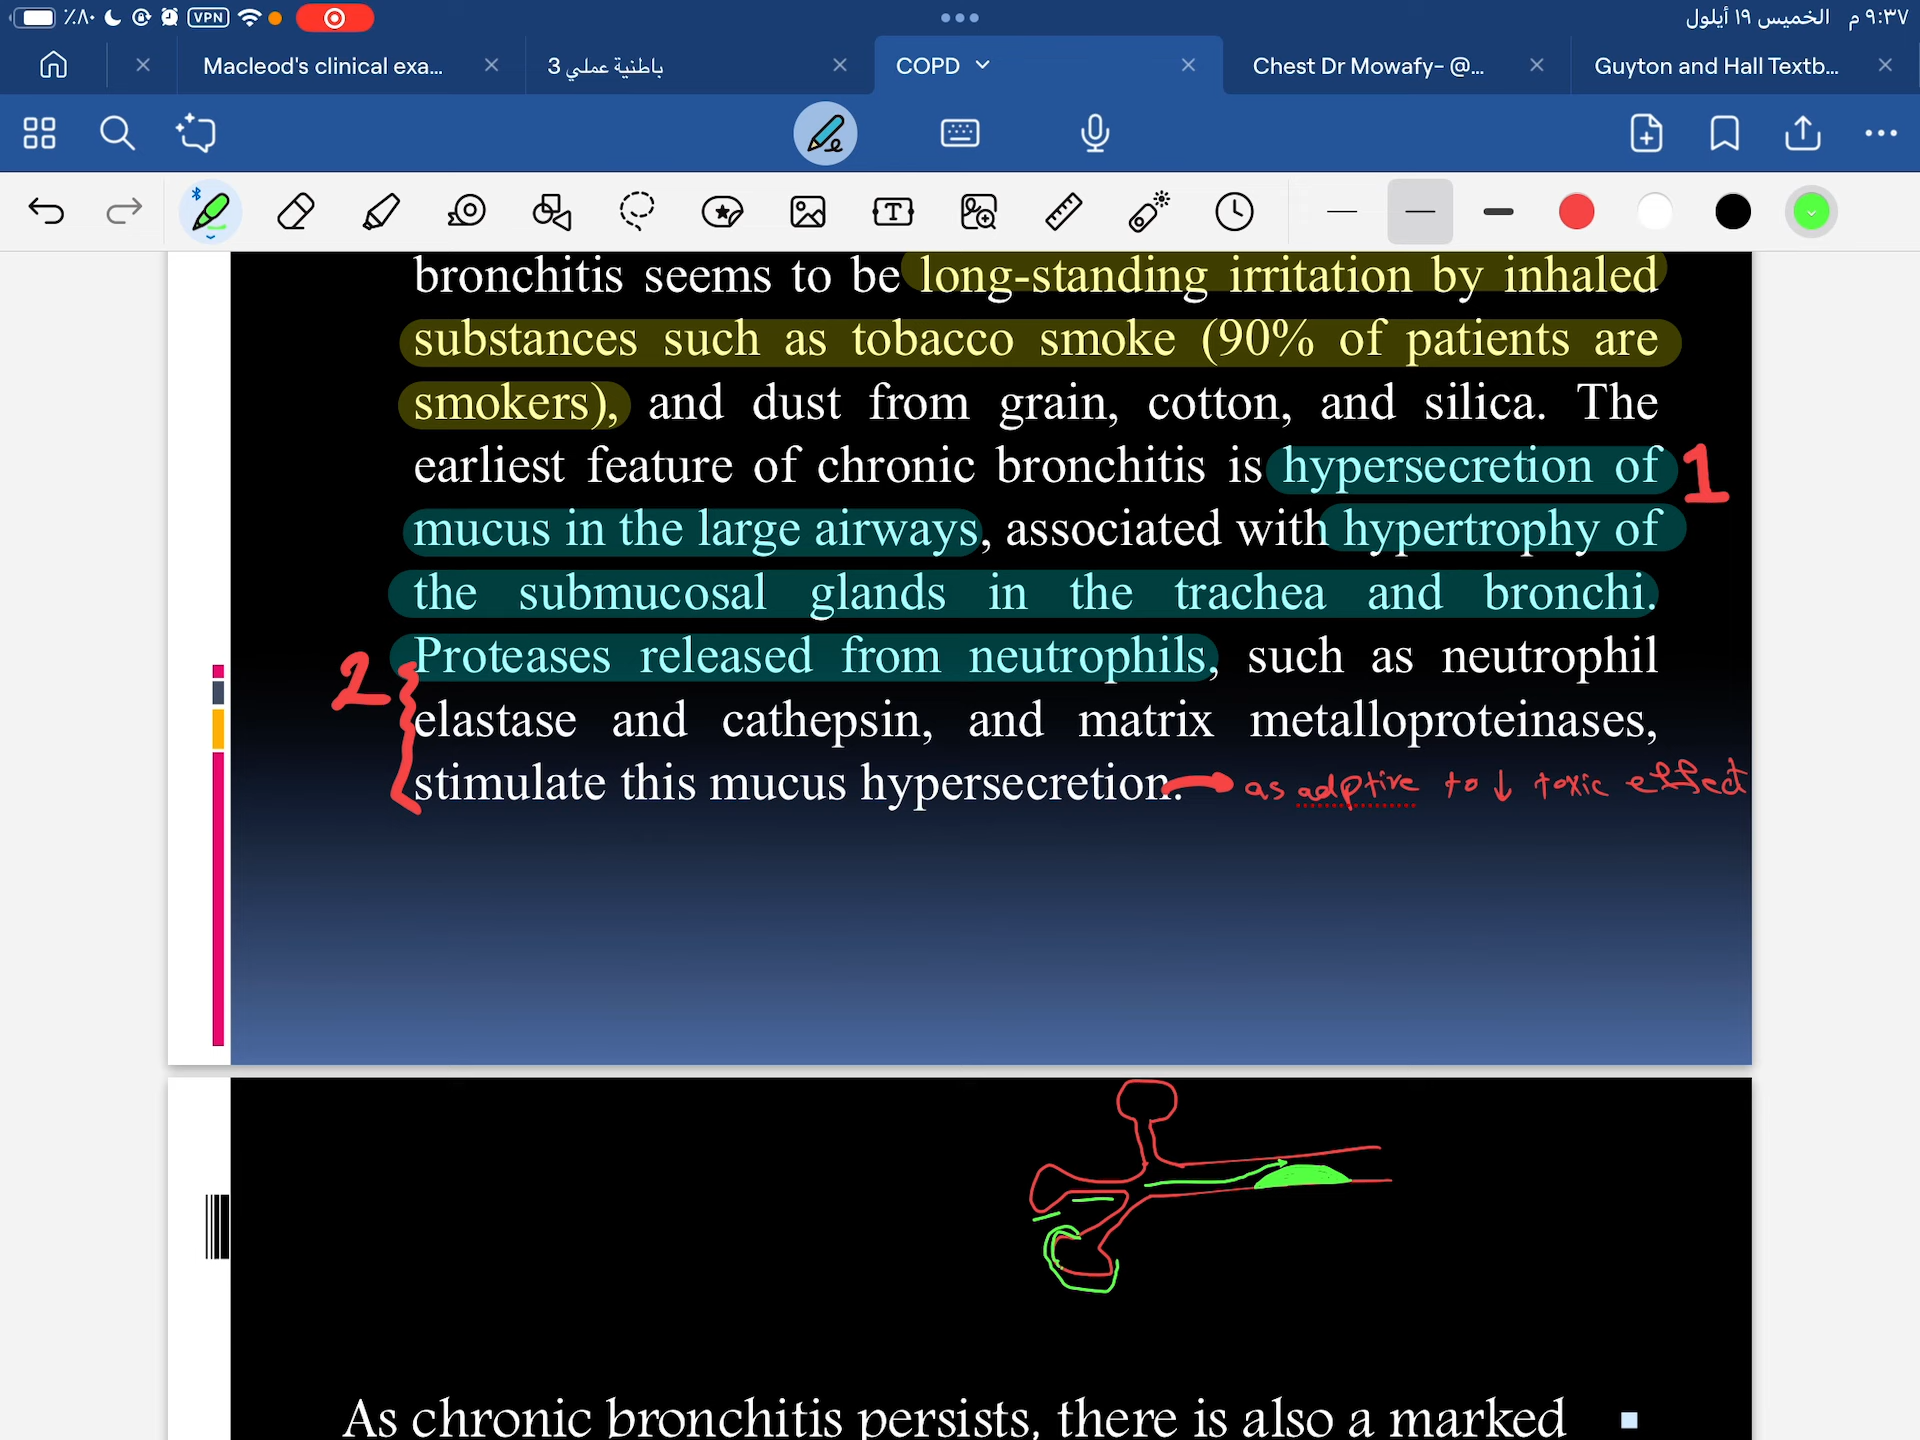 ٪٨٠ VPN ٩:٣٧ م الخميس ١٩ أيلول
Macleod's clinical exa... باطنية عملي 3 COPD Chest Dr Mowafy- @... Guyton and Hall Textb...
bronchitis seems to be long-standing irritation by inhaled
substances such as tobacco smoke (90% of patients are
smokers), and dust from grain, cotton, and silica. The
earliest feature of chronic bronchitis is hypersecretion of 1
mucus in the large airways, associated with hypertrophy of
the submucosal glands in the trachea and bronchi.
2 Proteases released from neutrophils, such as neutrophil
elastase and cathepsin, and matrix metalloproteinases,
stimulate this mucus hypersecretion. as adptive to ↓ toxic effect
As chronic bronchitis persists, there is also a marked